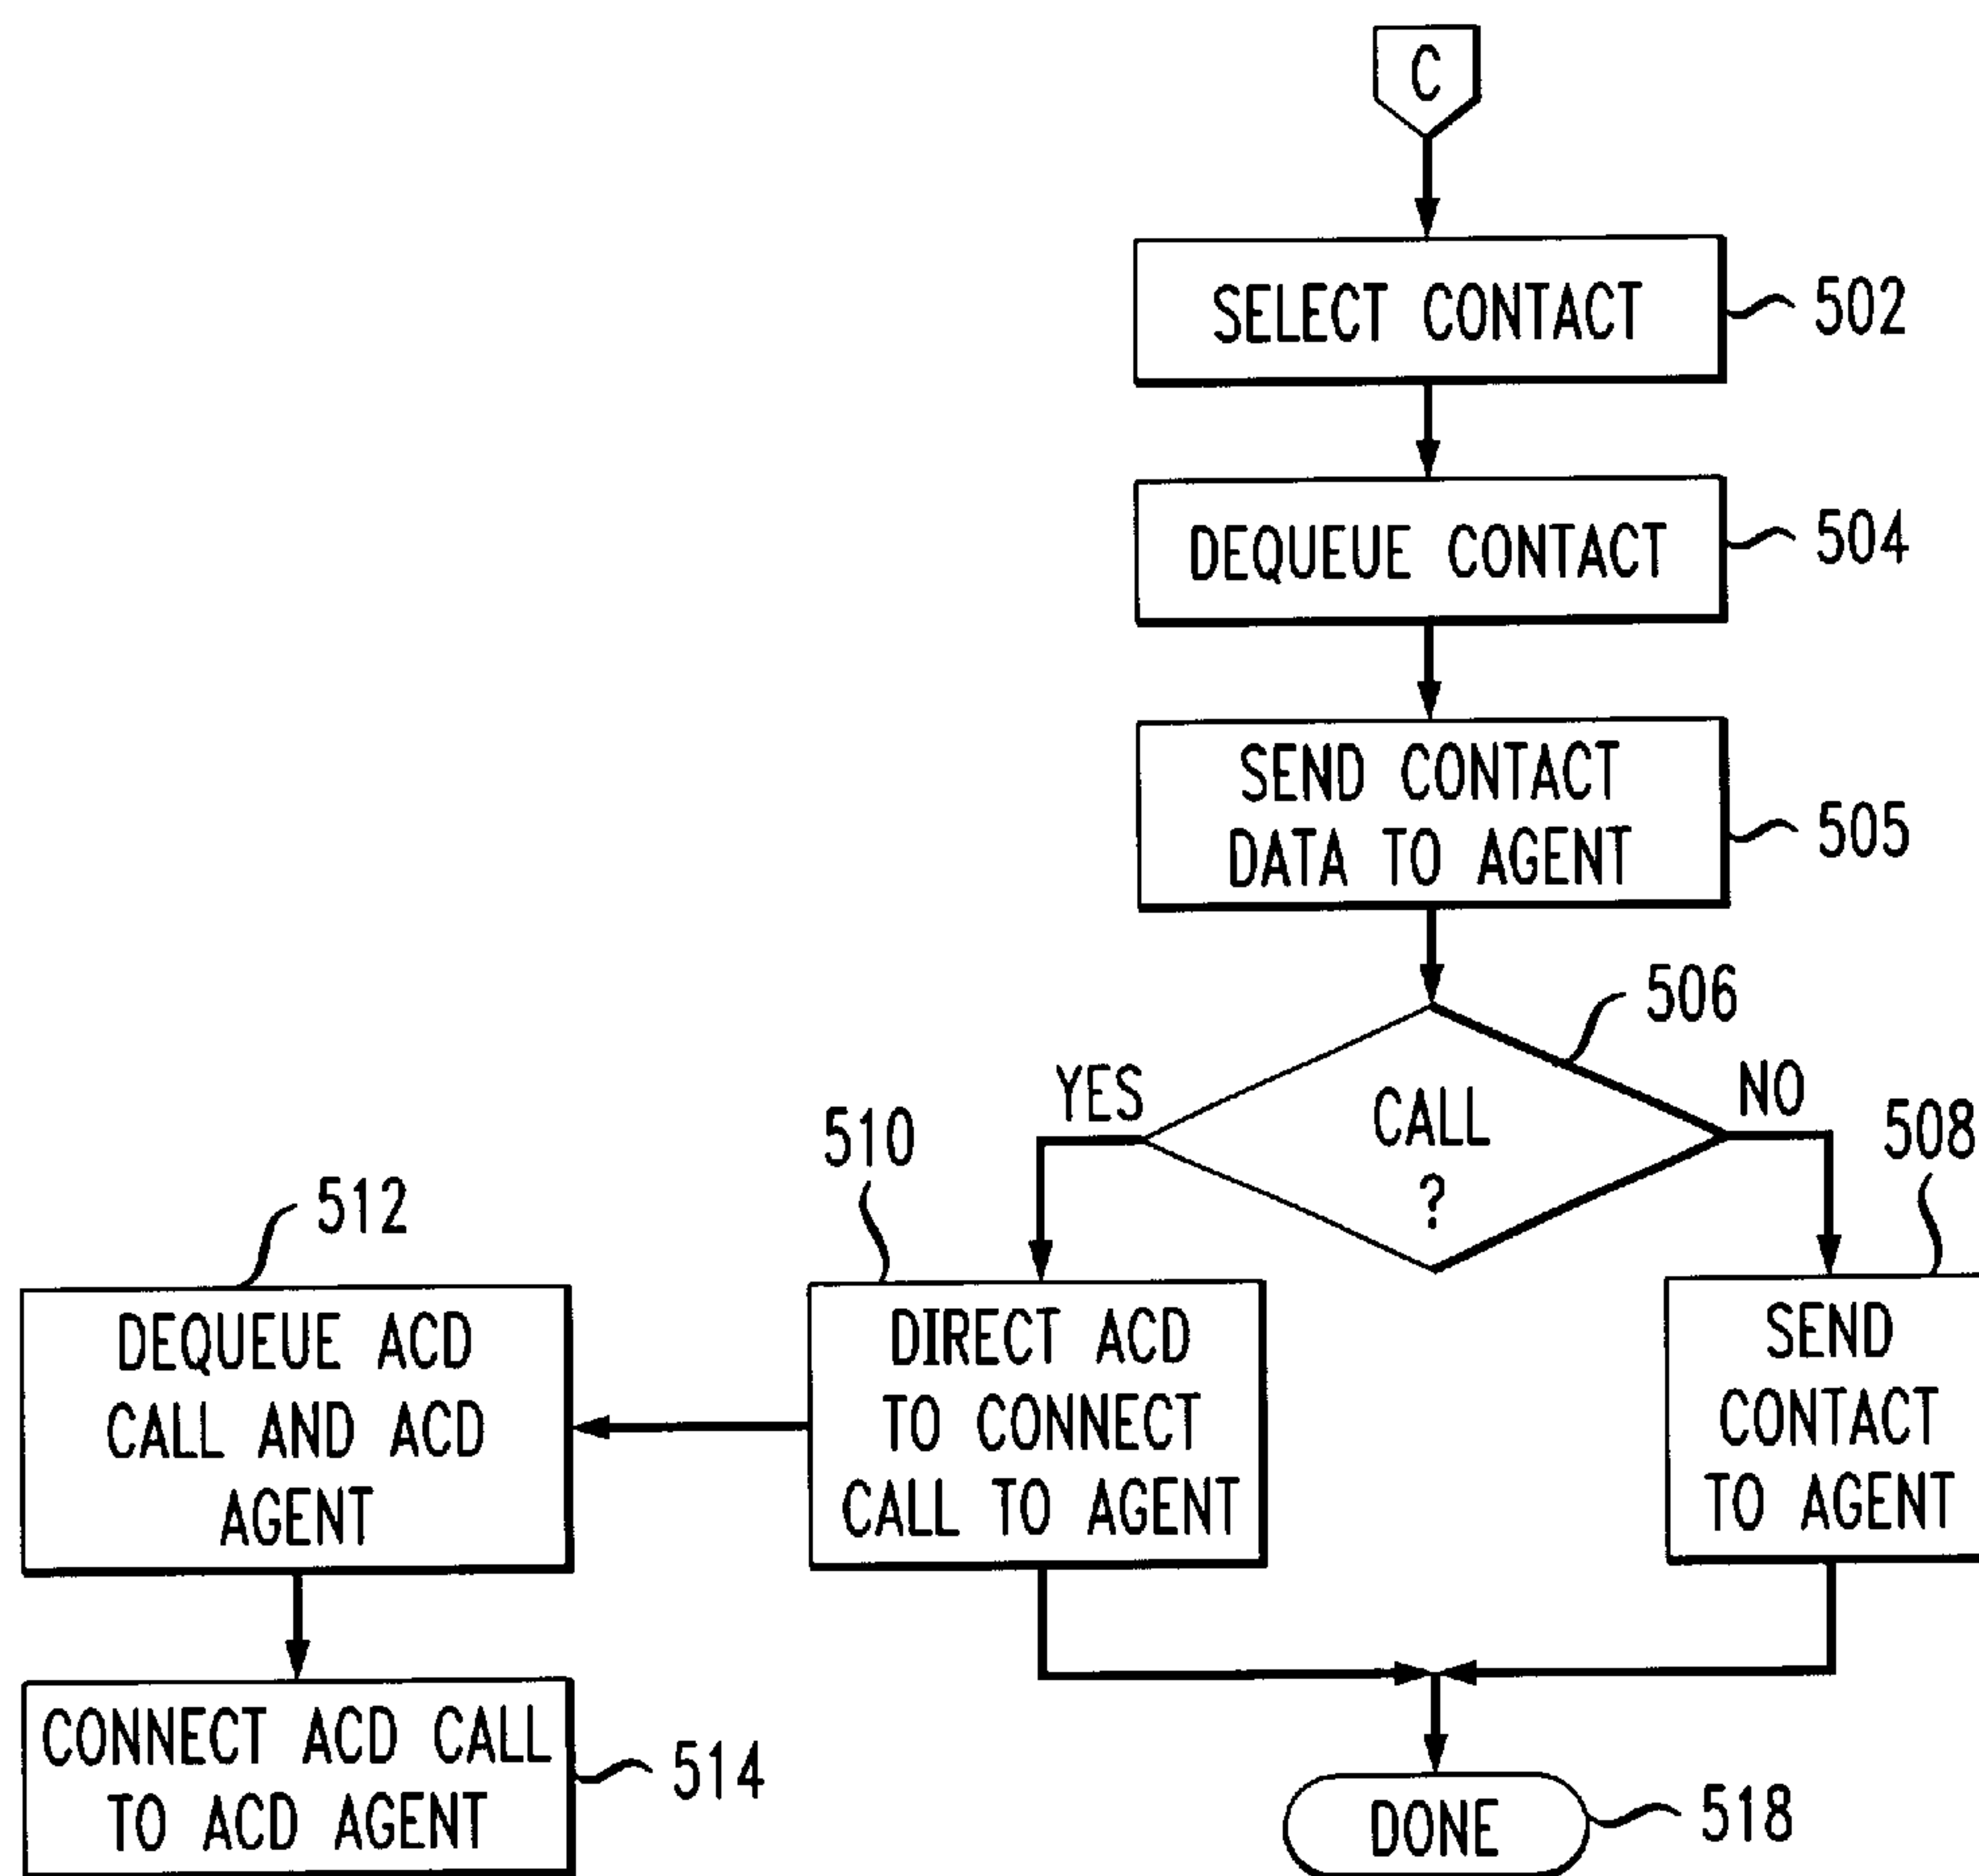 C
SELECT CONTACT
502
DEQUEUE CONTACT
504
SEND CONTACT
DATA TO AGENT
505
506
CALL
?
YES
NO
510
508
512
DIRECT ACD
TO CONNECT
CALL TO AGENT
SEND
CONTACT
TO AGENT
DEQUEUE ACD
CALL AND ACD
AGENT
CONNECT ACD CALL
TO ACD AGENT
514
DONE
518